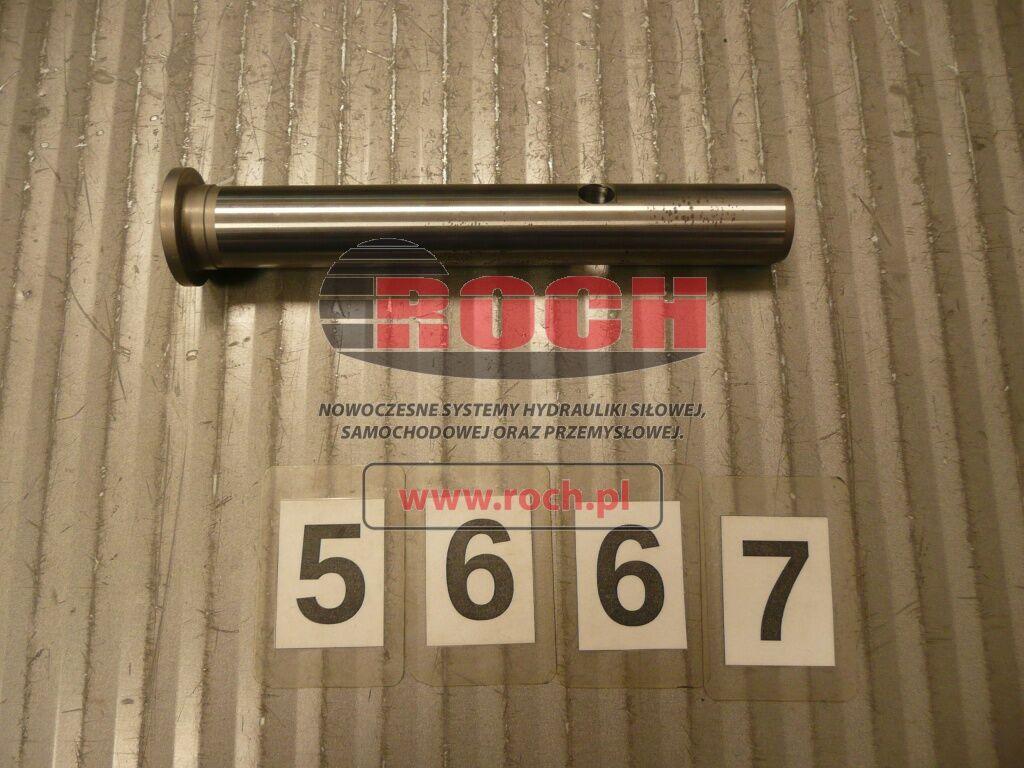 ROCH
NOWOCZESNE SYSTEMY HYDRAULIKI SIŁOWEJ,
SAMOCHODOWEJ ORAZ PRZEMYSŁOWEJ.
www.roch.pl
5 6 6 7